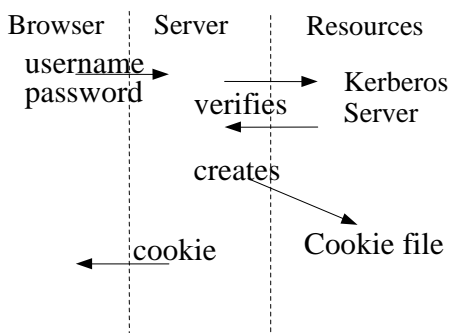 Browser
Server
Resources
username
password
verifies
Kerberos
Server
creates
Cookie file
cookie